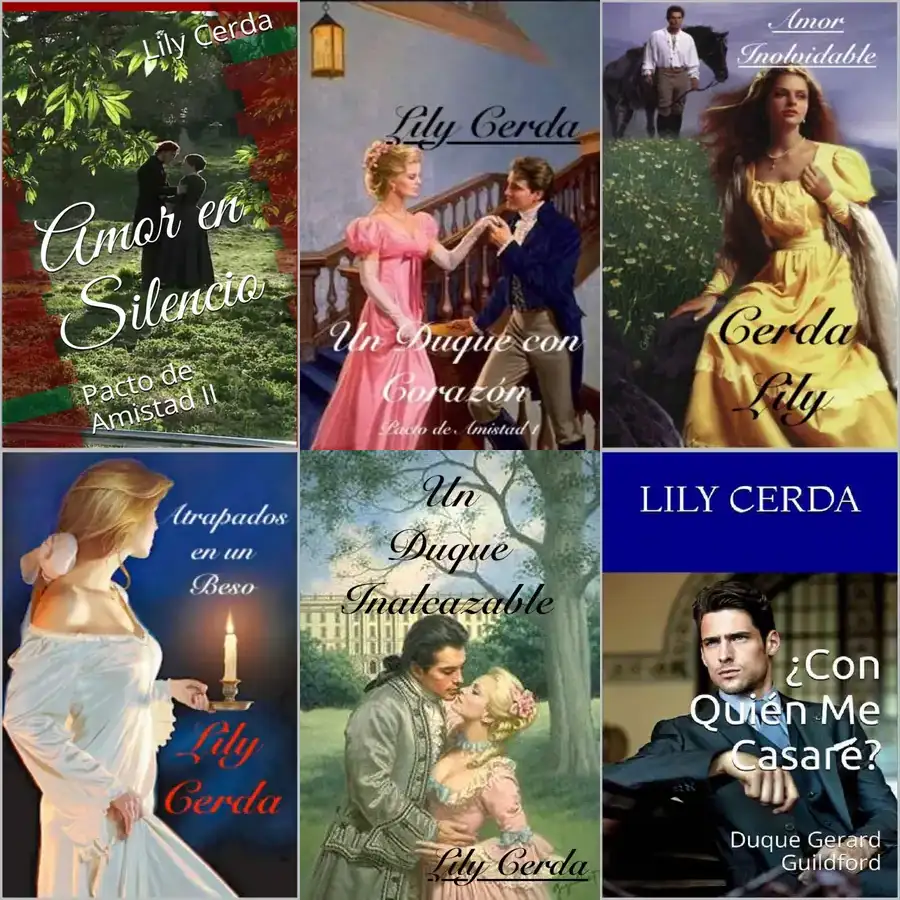 Lily Cerda
Amor en
Silencio
Pacto de
Amistad II
Lily Cerda
Un Duque con
Corazón
Pacto de Amistad 1
Amor
Inolvidable
Cerda
Lily
Atrapados
en un
Beso
Lily
Cerda
Un
Duque
Inalcazable
Lily Cerda
LILY CERDA
¿Con
Quién Me
Casaré?
Duque Gerard
Guildford